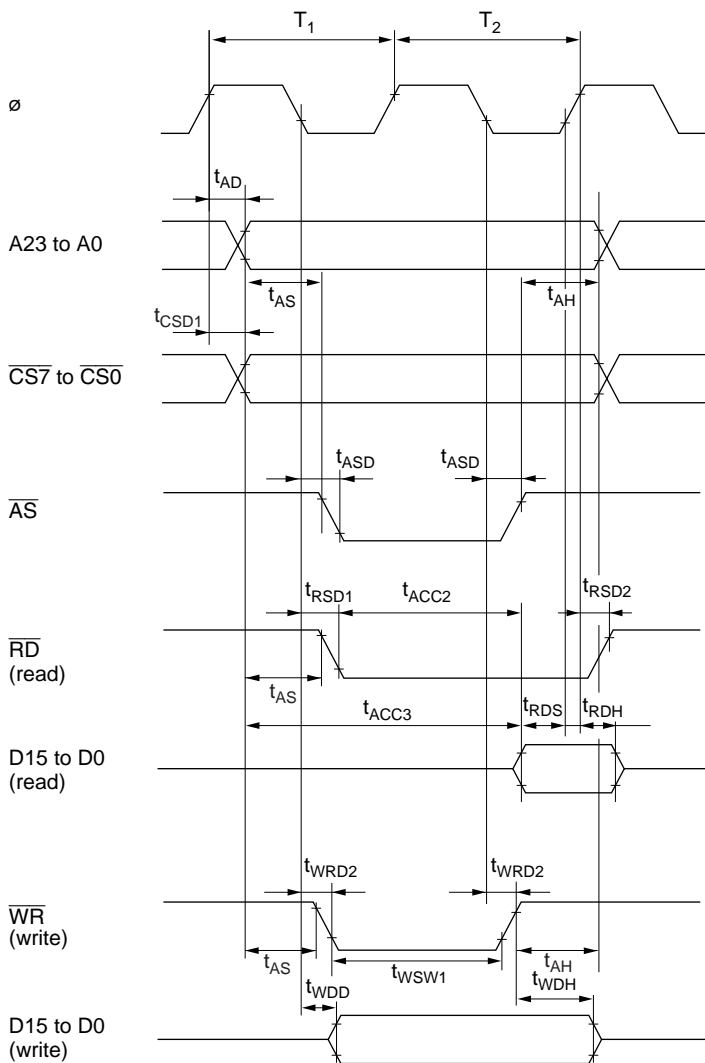 T1 T2
ø
tAD
A23 to A0
tAS tAH
tCSD1
CS7 to CS0
tASD tASD
AS
tRSD1 tACC2 tRSD2
RD
(read)
tAS
tACC3 tRDS tRDH
D15 to D0
(read)
tWRD2 tWRD2
WR
(write)
tAS tWSW1 tAH
tWDD tWDH
D15 to D0
(write)